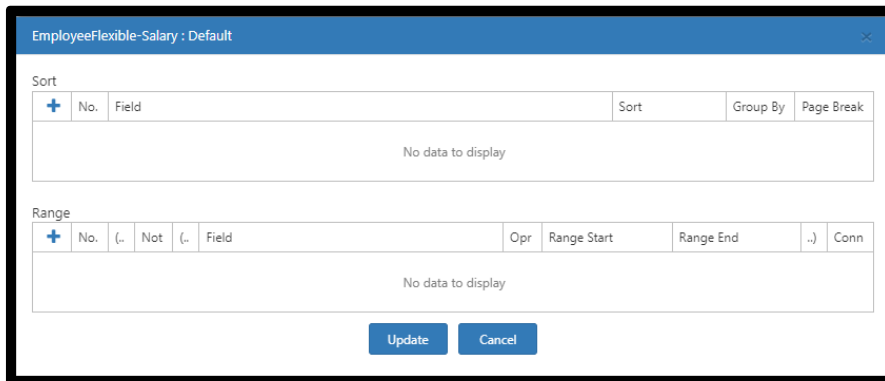 EmployeeFlexible-Salary : Default ×
Sort
+ No. Field Sort Group By Page Break
No data to display
Range
+ No. (.. Not (.. Field Opr Range Start Range End ..) Conn
No data to display
Update Cancel